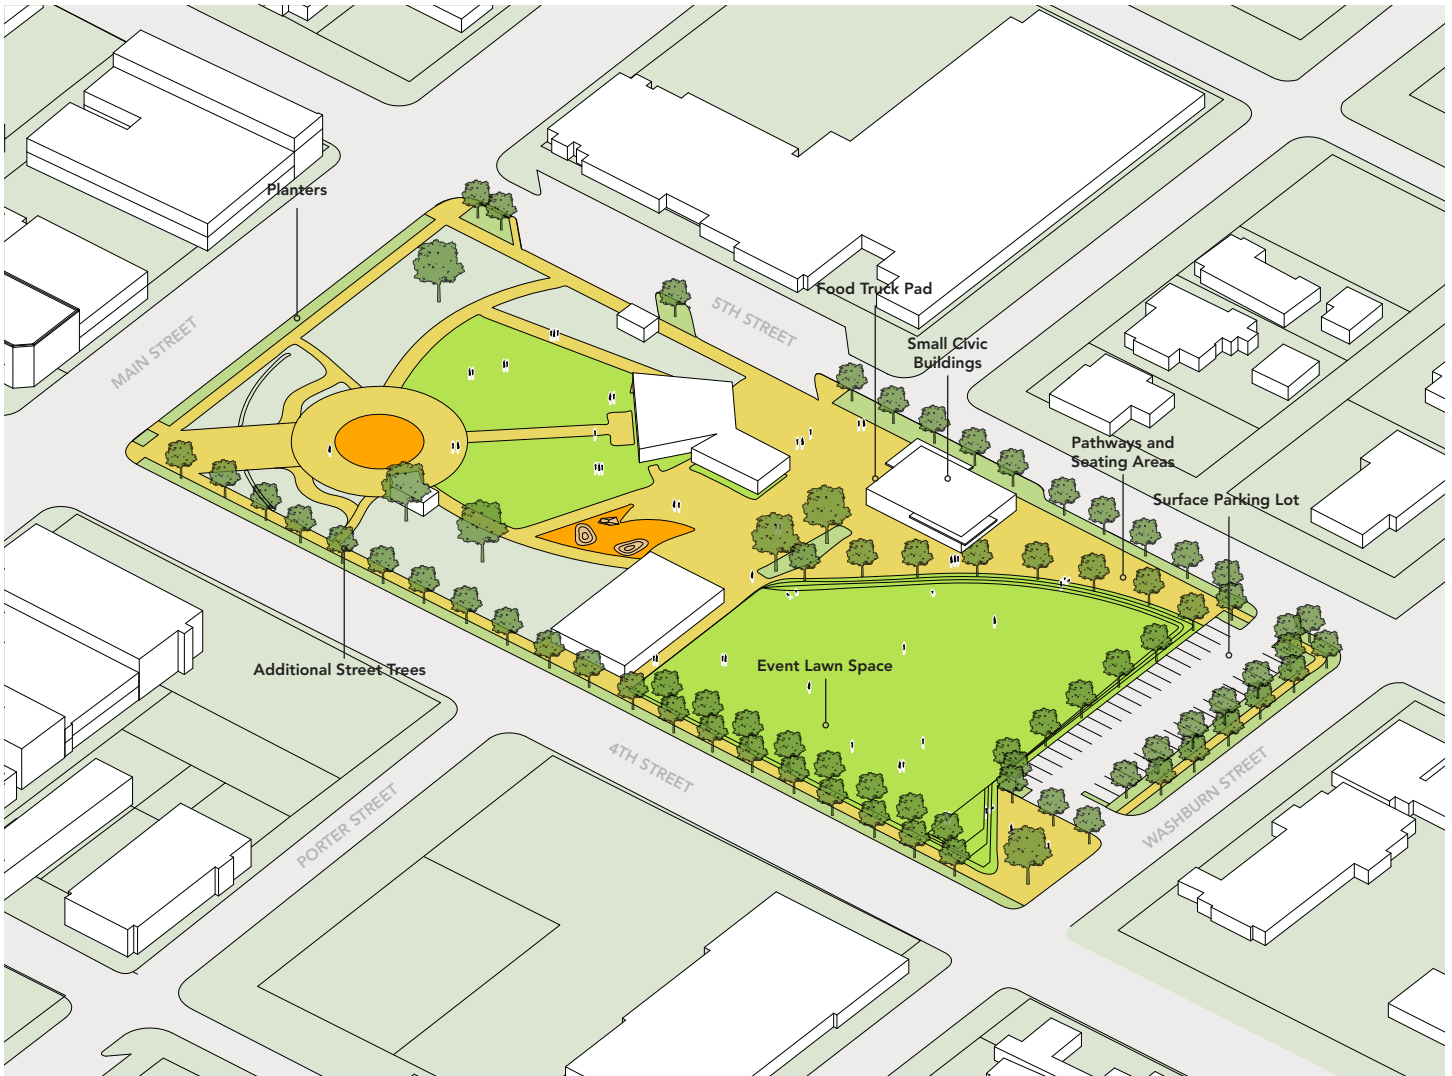 Planters
MAIN STREET
5TH STREET
Food Truck Pad
Small Civic
Buildings
Pathways and
Seating Areas
Surface Parking Lot
Additional Street Trees
Event Lawn Space
4TH STREET
PORTER STREET
WASHBURN STREET